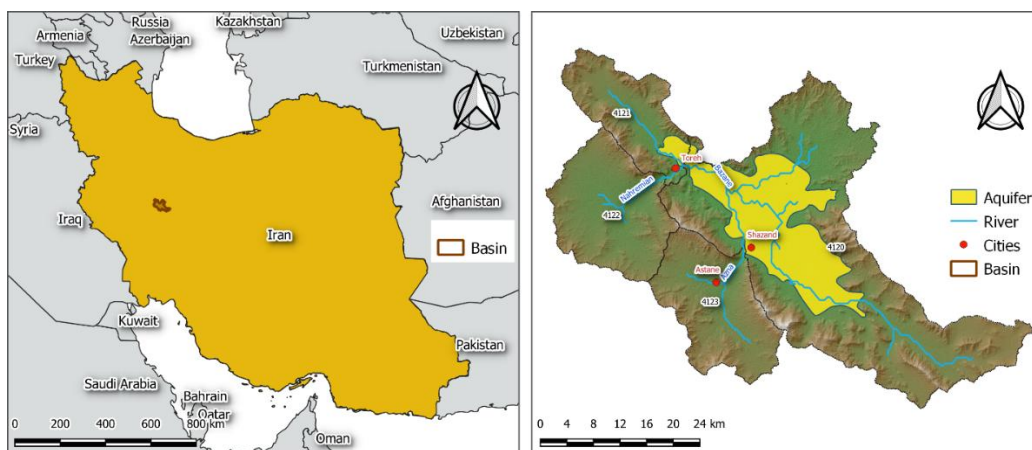 Russia
Kazakhstan
Armenia
Azerbaijan
Uzbekistan
Turkey
Turkmenistan
Syria
Afghanistan
Iraq
Iran
Basin
Kuwait
Pakistan
Saudi Arabia
Bahrain
Qatar
Oman
0 200 400 600 800 km
4121
Toreh
Bazane
Nahremian
4122
Shazand
4120
Astane
Azna
4123
Aquifer
River
Cities
Basin
0 4 8 12 16 20 24 km